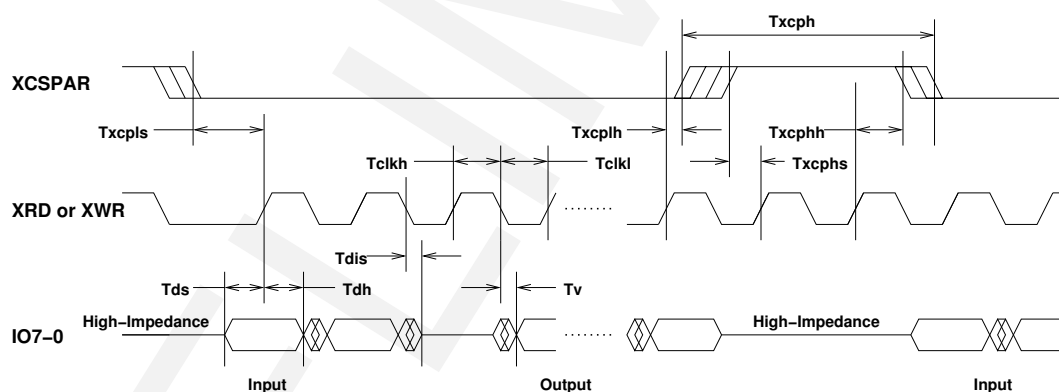 Txcph
XCSPAR
Txcpls
Txcplh
Txcphh
Tclkh
Tclkl
Txcphs
XRD or XWR
Tdis
Tds
Tdh
Tv
High-Impedance
High-Impedance
IO7-0
Input
Output
Input